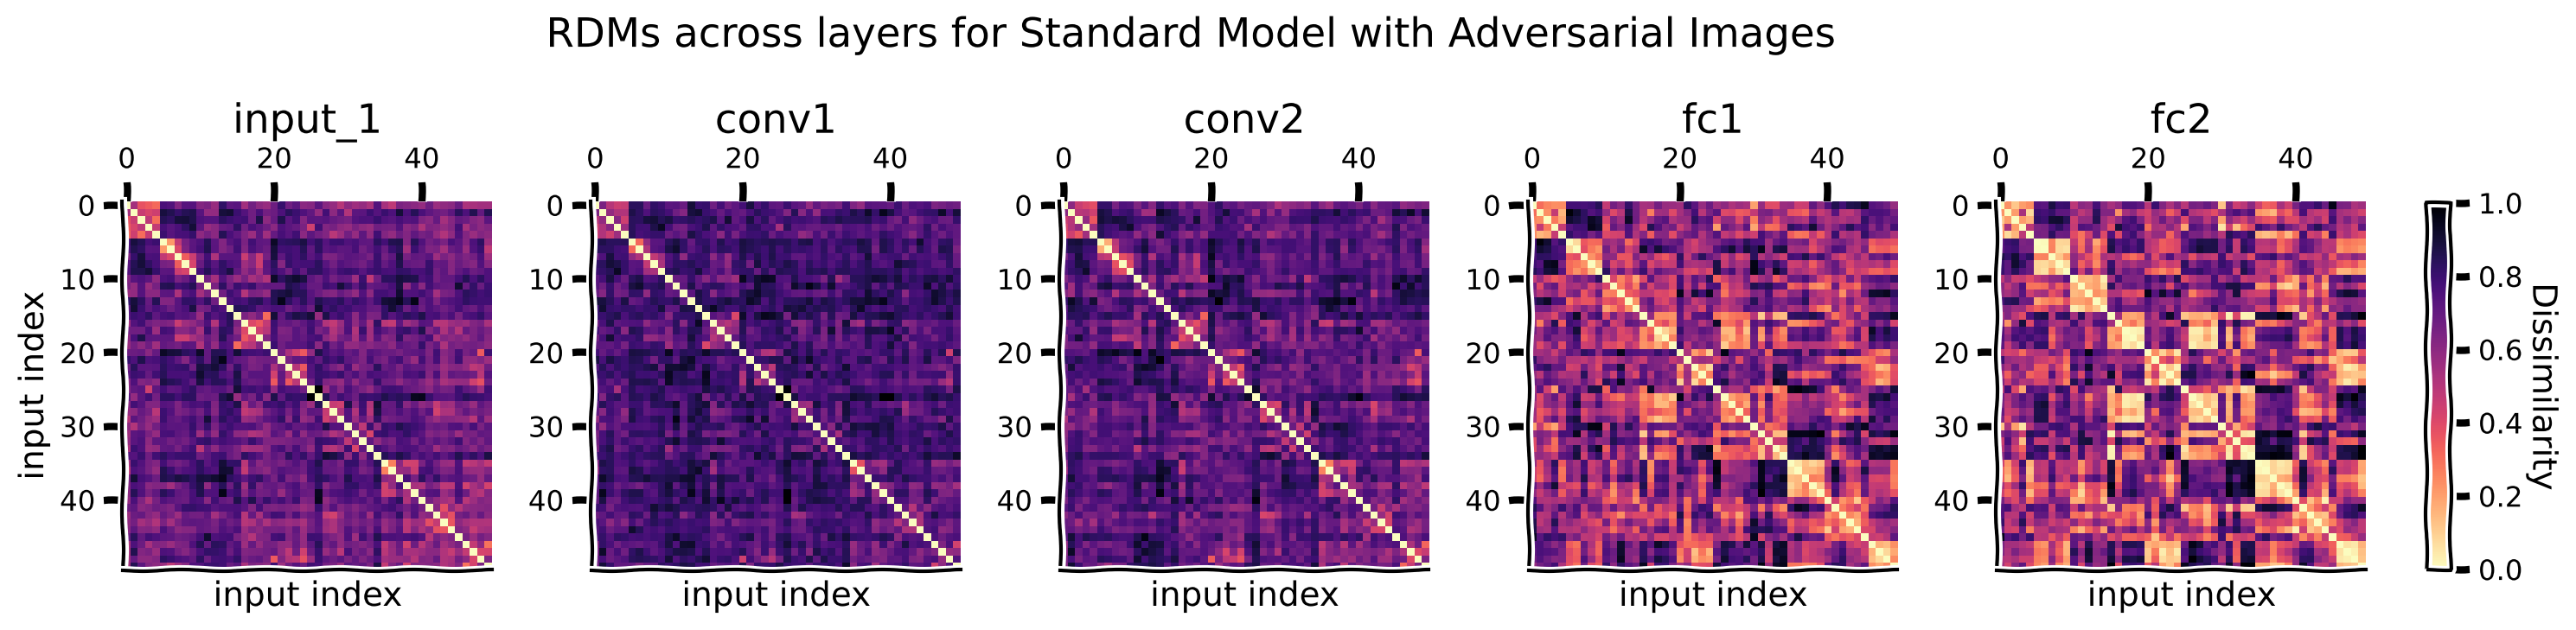 RDMs across layers for Standard Model with Adversarial Images
input_1
conv1
conv2
fc1
fc2
0 20 40
0 20 40
0 20 40
0 20 40
0 20 40
0
10
20
30
40
0
10
20
30
40
0
10
20
30
40
0
10
20
30
40
0
10
20
30
40
input index
input index
input index
input index
input index
input index
1.0
0.8
0.6
0.4
0.2
0.0
Dissimilarity